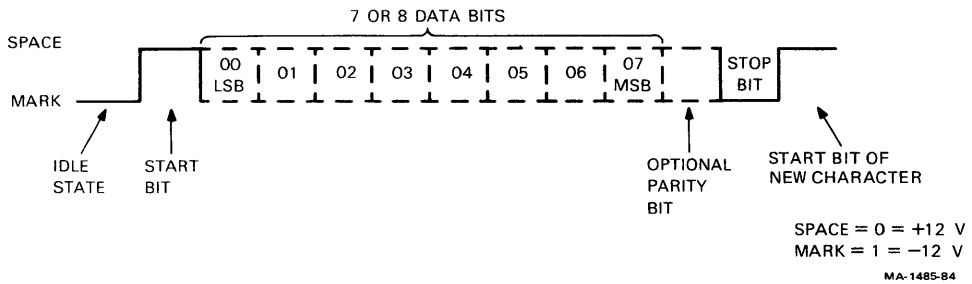 7 OR 8 DATA BITS
SPACE
00 01 02 03 04 05 06 07 STOP
LSB MSB BIT
MARK
IDLE
STATE
START
BIT
OPTIONAL
PARITY
BIT
START BIT OF
NEW CHARACTER
SPACE = 0 = +12 V
MARK = 1 = −12 V
MA-1485-84